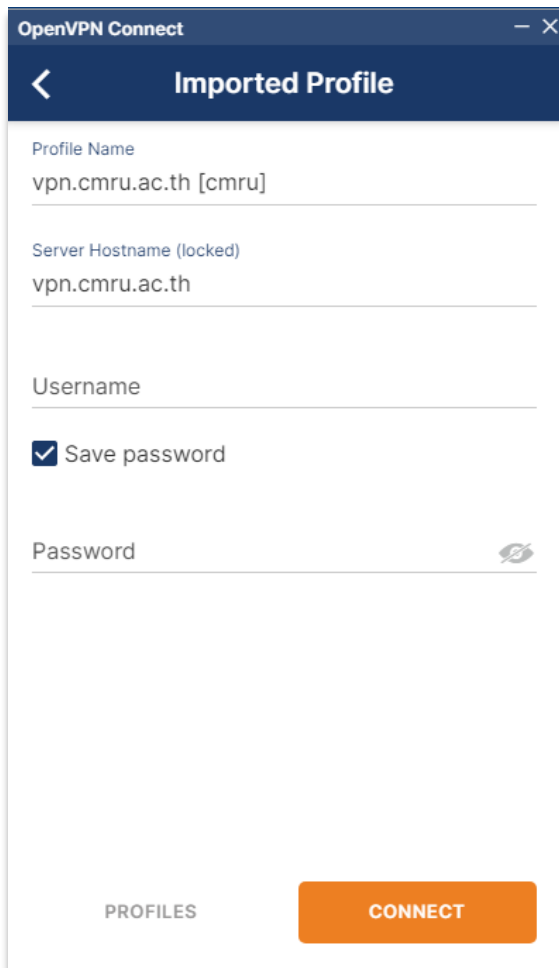 OpenVPN Connect
Imported Profile
Profile Name
vpn.cmru.ac.th [cmru]
Server Hostname (locked)
vpn.cmru.ac.th
Username
Save password
Password
PROFILES
CONNECT